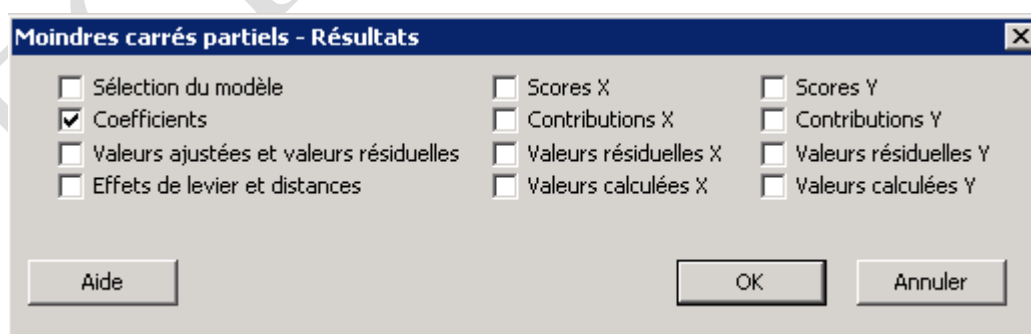 Moindres carrés partiels - Résultats
Sélection du modèle
Coefficients
Valeurs ajustées et valeurs résiduelles
Effets de levier et distances
Scores X
Contributions X
Valeurs résiduelles X
Valeurs calculées X
Scores Y
Contributions Y
Valeurs résiduelles Y
Valeurs calculées Y
Aide
OK
Annuler